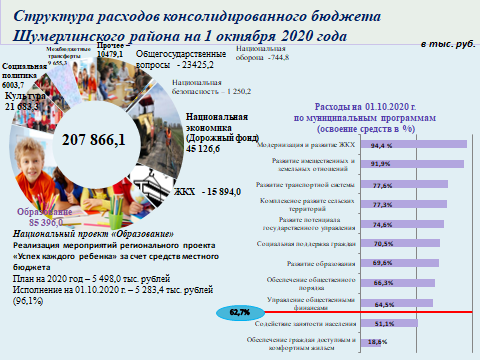 Структура расходов консолидированного бюджета
Шумерлинского района на 1 октября 2020 года
в тыс. руб.
Межбюджетные
трансферты
9 655,3
Прочее –
10479,1
Общегосударственные
вопросы - 23425,2
Национальная
оборона -744,8
Социальная
политика
6003,7
Культура
21 683,3
Национальная
безопасность – 1 250,2
207 866,1
Национальная
экономика
(Дорожный фонд)
45 126,6
ЖКХ - 15 894,0
Образование
85 396,0
Национальный проект «Образование»
Реализация мероприятий регионального проекта
«Успех каждого ребенка» за счет средств местного
бюджета
План на 2020 год – 5 498,0 тыс. рублей
Исполнение на 01.10.2020 г. – 5 283,4 тыс. рублей
(96,1%)
Расходы на 01.10.2020 г.
по муниципальным программам
(освоение средств в %)
Модернизация и развитие ЖКХ 94,4 %
Развитие имещественных и
земельных отношений 91,9%
Развитие транспортной системы 77,6%
Комплексное развите сельских
территорий 77,3%
Развите потенциала
государственного управления 74,6%
Социальная поддержка граждан 70,5%
Развитие образования 69,6%
Обеспечение общественного
порядка 66,3%
Управление общественными
финансами 64,5%
62,7%
Содействие занятости населения 51,1%
Обеспечение граждан доступным и
комфортным жильем 18,6%